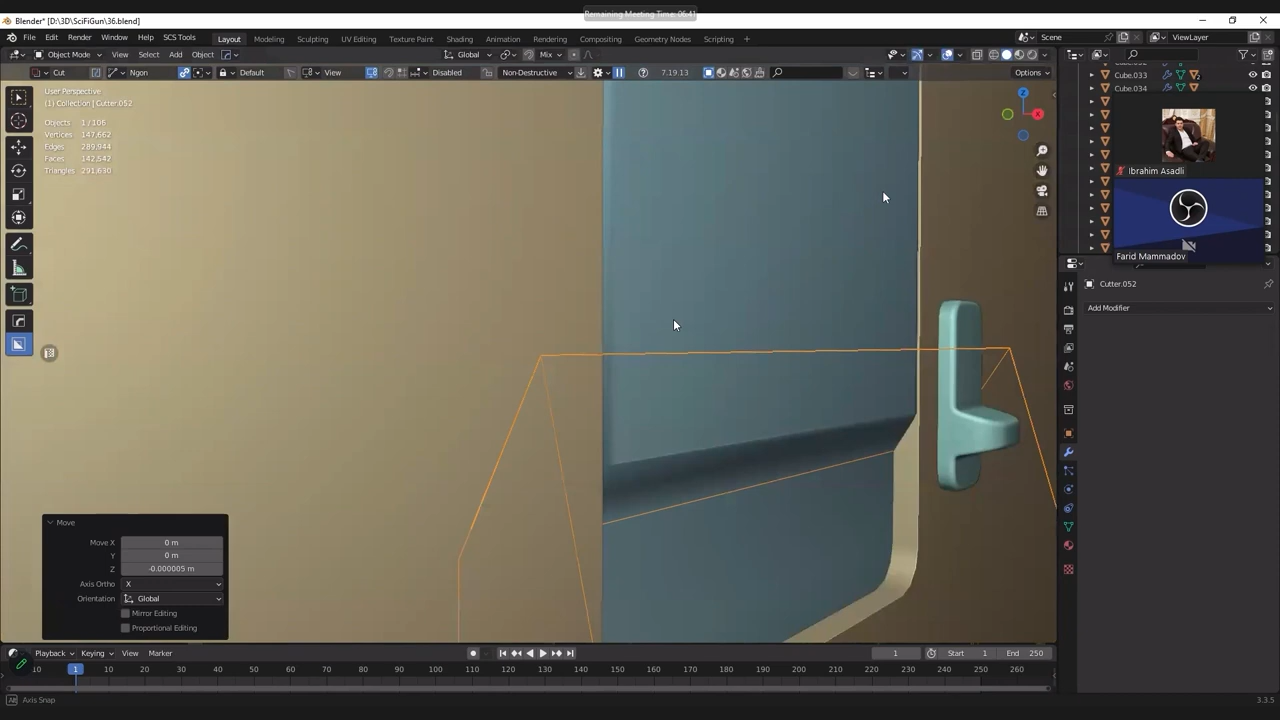 Remaining Meeting Time: 06:41
Blender* [D:\3D\SciFiGun\36.blend]
File Edit Render Window Help SCS Tools Layout Modeling Sculpting UV Editing Texture Paint Shading Animation Rendering Compositing Geometry Nodes Scripting Scene ViewLayer
Object Mode View Select Add Object Global Mix
Cut Ngon Default View Disabled Non-Destructive 7.19.13 Options
User Perspective
(1) Collection | Cutter.052
Objects 1 / 105
Vertices 147,662
Edges 289,944
Faces 142,542
Triangles 291,630
Cube.033
Cube.034
Ibrahim Asadli
Farid Mammadov
Cutter.052
Add Modifier
Move
Move X 0 m
Y 0 m
Z -0.000005 m
Axis Ortho X
Orientation Global
Mirror Editing
Proportional Editing
Playback Keying View Marker 1 Start 1 End 250
10 1 10 20 30 40 50 60 70 80 90 100 110 120 130 140 150 160 170 180 190 200 210 220 230 240 250 260
Alt Axis Snap 3.3.5